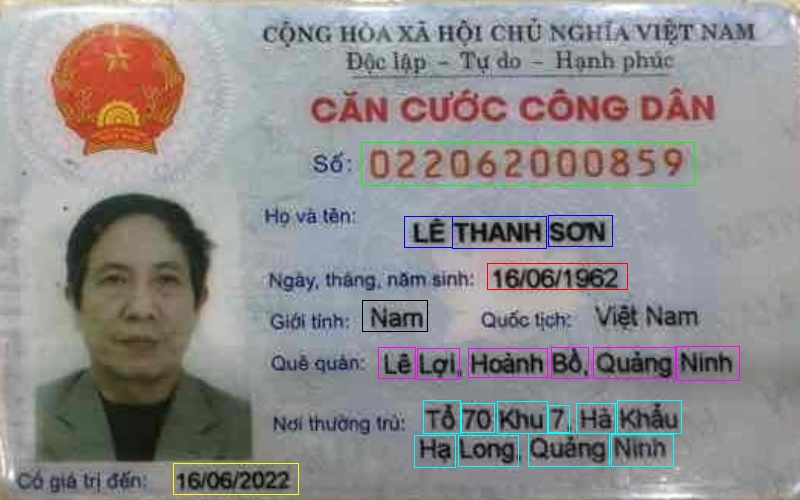 CỘNG HÒA XÃ HỘI CHỦ NGHĨA VIỆT NAM
Độc lập - Tự do - Hạnh phúc
CĂN CƯỚC CÔNG DÂN
Số: 022062000859
Họ và tên:
LÊ THANH SƠN
Ngày, tháng, năm sinh: 16/06/1962
Giới tính: Nam Quốc tịch: Việt Nam
Quê quán: Lê Lợi, Hoành Bồ, Quảng Ninh
Nơi thường trú: Tổ 70 Khu 7, Hà Khẩu
Hạ Long, Quảng Ninh
Có giá trị đến: 16/06/2022